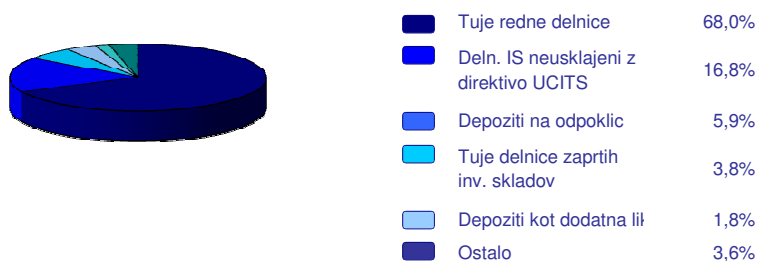 Tuje redne delnice 68,0%
Deln. IS neusklajeni z
direktivo UCITS 16,8%
Depoziti na odpoklic 5,9%
Tuje delnice zaprtih
inv. skladov 3,8%
Depoziti kot dodatna lik 1,8%
Ostalo 3,6%